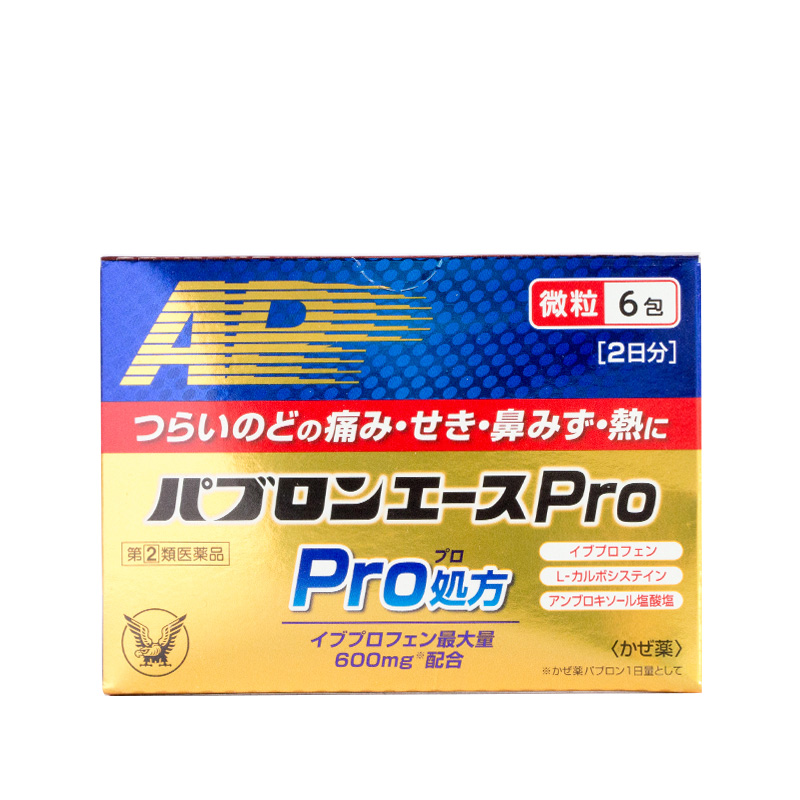 AP
微粒 6包
[2日分]
つらいのどの痛み・せき・鼻みず・熱に
パブロンエースPro
第②類医薬品
プロ
Pro処方
イブプロフェン
L-カルボシステイン
アンブロキソール塩酸塩
イブプロフェン最大量
600mg※配合
〈かぜ薬〉
※かぜ薬パブロン1日量として